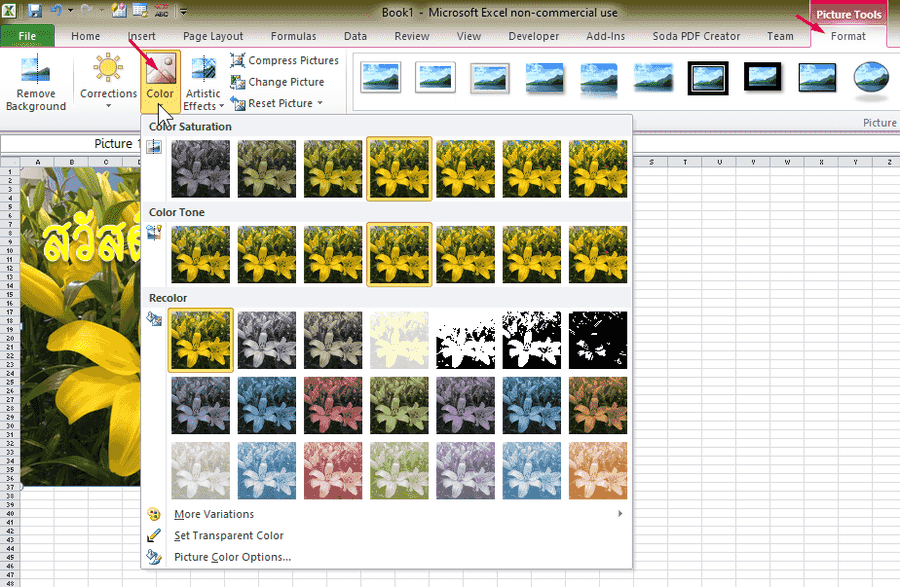 Book1 - Microsoft Excel non-commercial use
Picture Tools
File Home Insert Page Layout Formulas Data Review View Developer Add-Ins Soda PDF Creator Team Format
Remove Background
Corrections
Color
Artistic Effects
Compress Pictures
Change Picture
Reset Picture
Picture
Picture 1
Color Saturation
A B C S T U V W X Y Z
1
2
3
4
5
6
7
8
9
10
11
12
13
14
15
16
17
18
19
20
21
22
23
24
25
26
27
28
29
30
31
32
33
34
35
36
37
38
39
40
41
42
43
44
45
46
47
48
สวัส
Color Tone
Recolor
More Variations
Set Transparent Color
Picture Color Options...